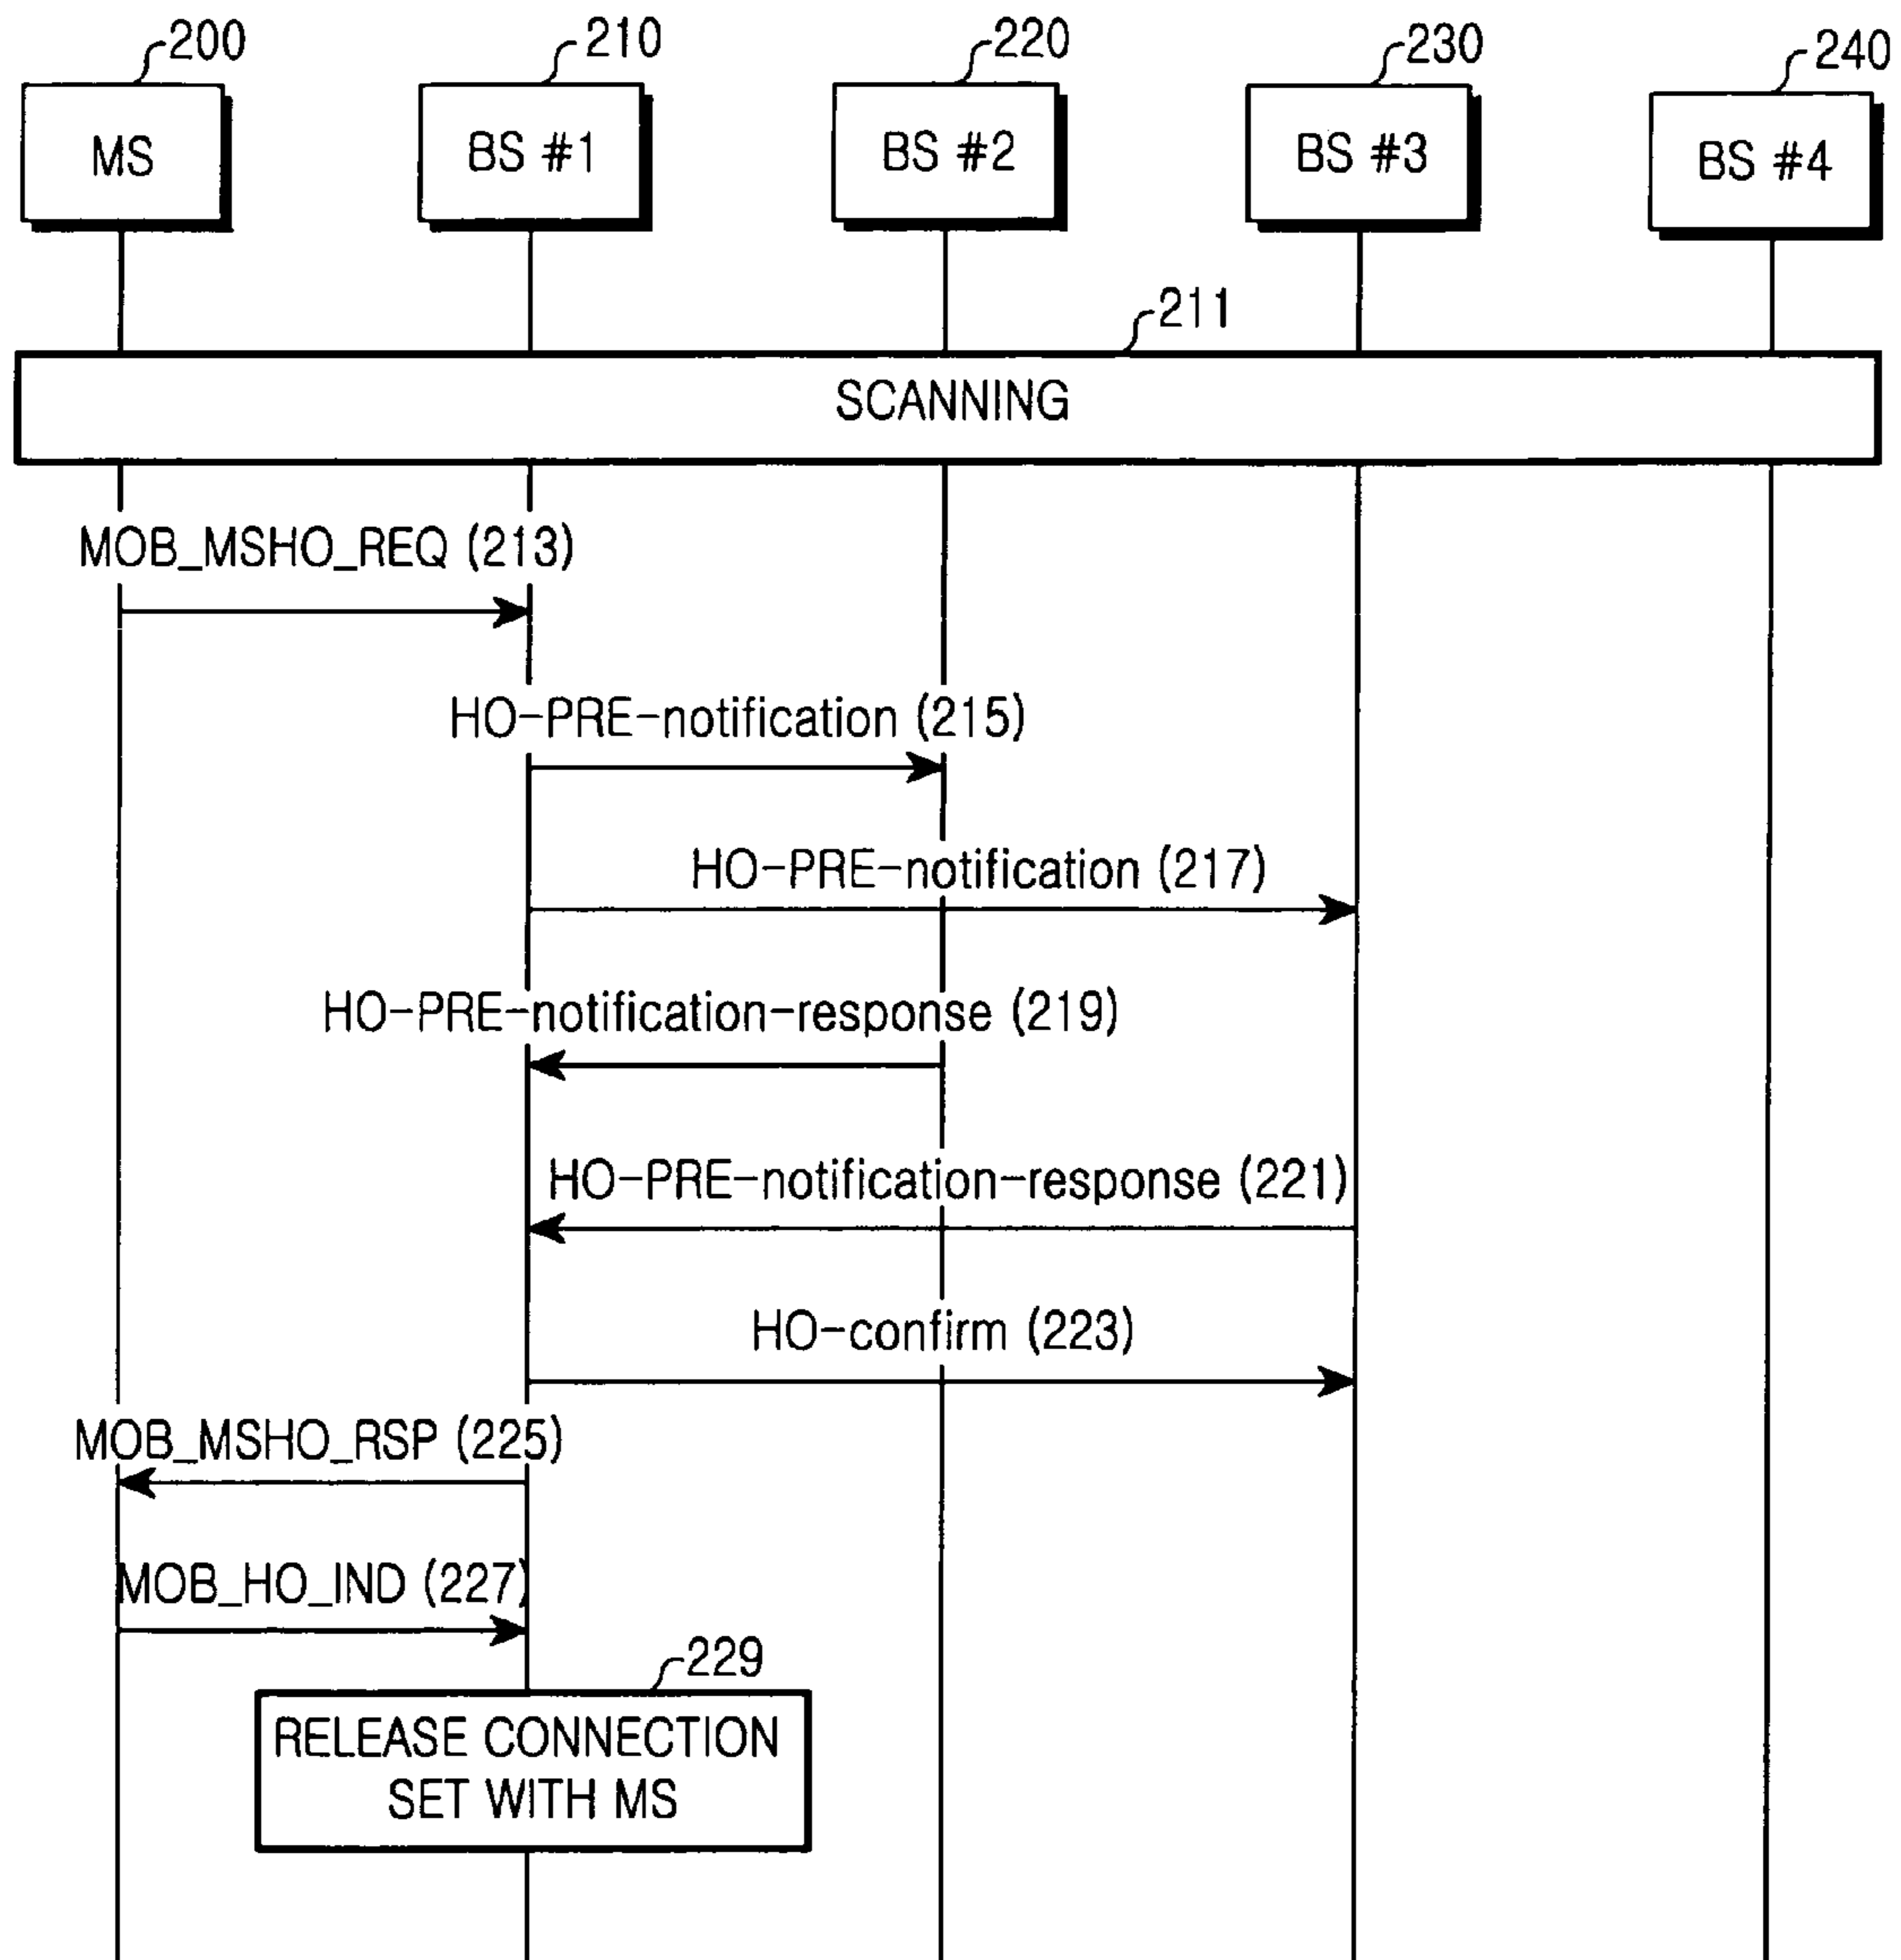 200
210
220
230
240
MS
BS #1
BS #2
BS #3
BS #4
211
SCANNING
MOB_MSHO_REQ (213)
HO-PRE-notification (215)
HO-PRE-notification (217)
HO-PRE-notification-response (219)
HO-PRE-notification-response (221)
HO-confirm (223)
MOB_MSHO_RSP (225)
MOB_HO_IND (227)
229
RELEASE CONNECTION
SET WITH MS